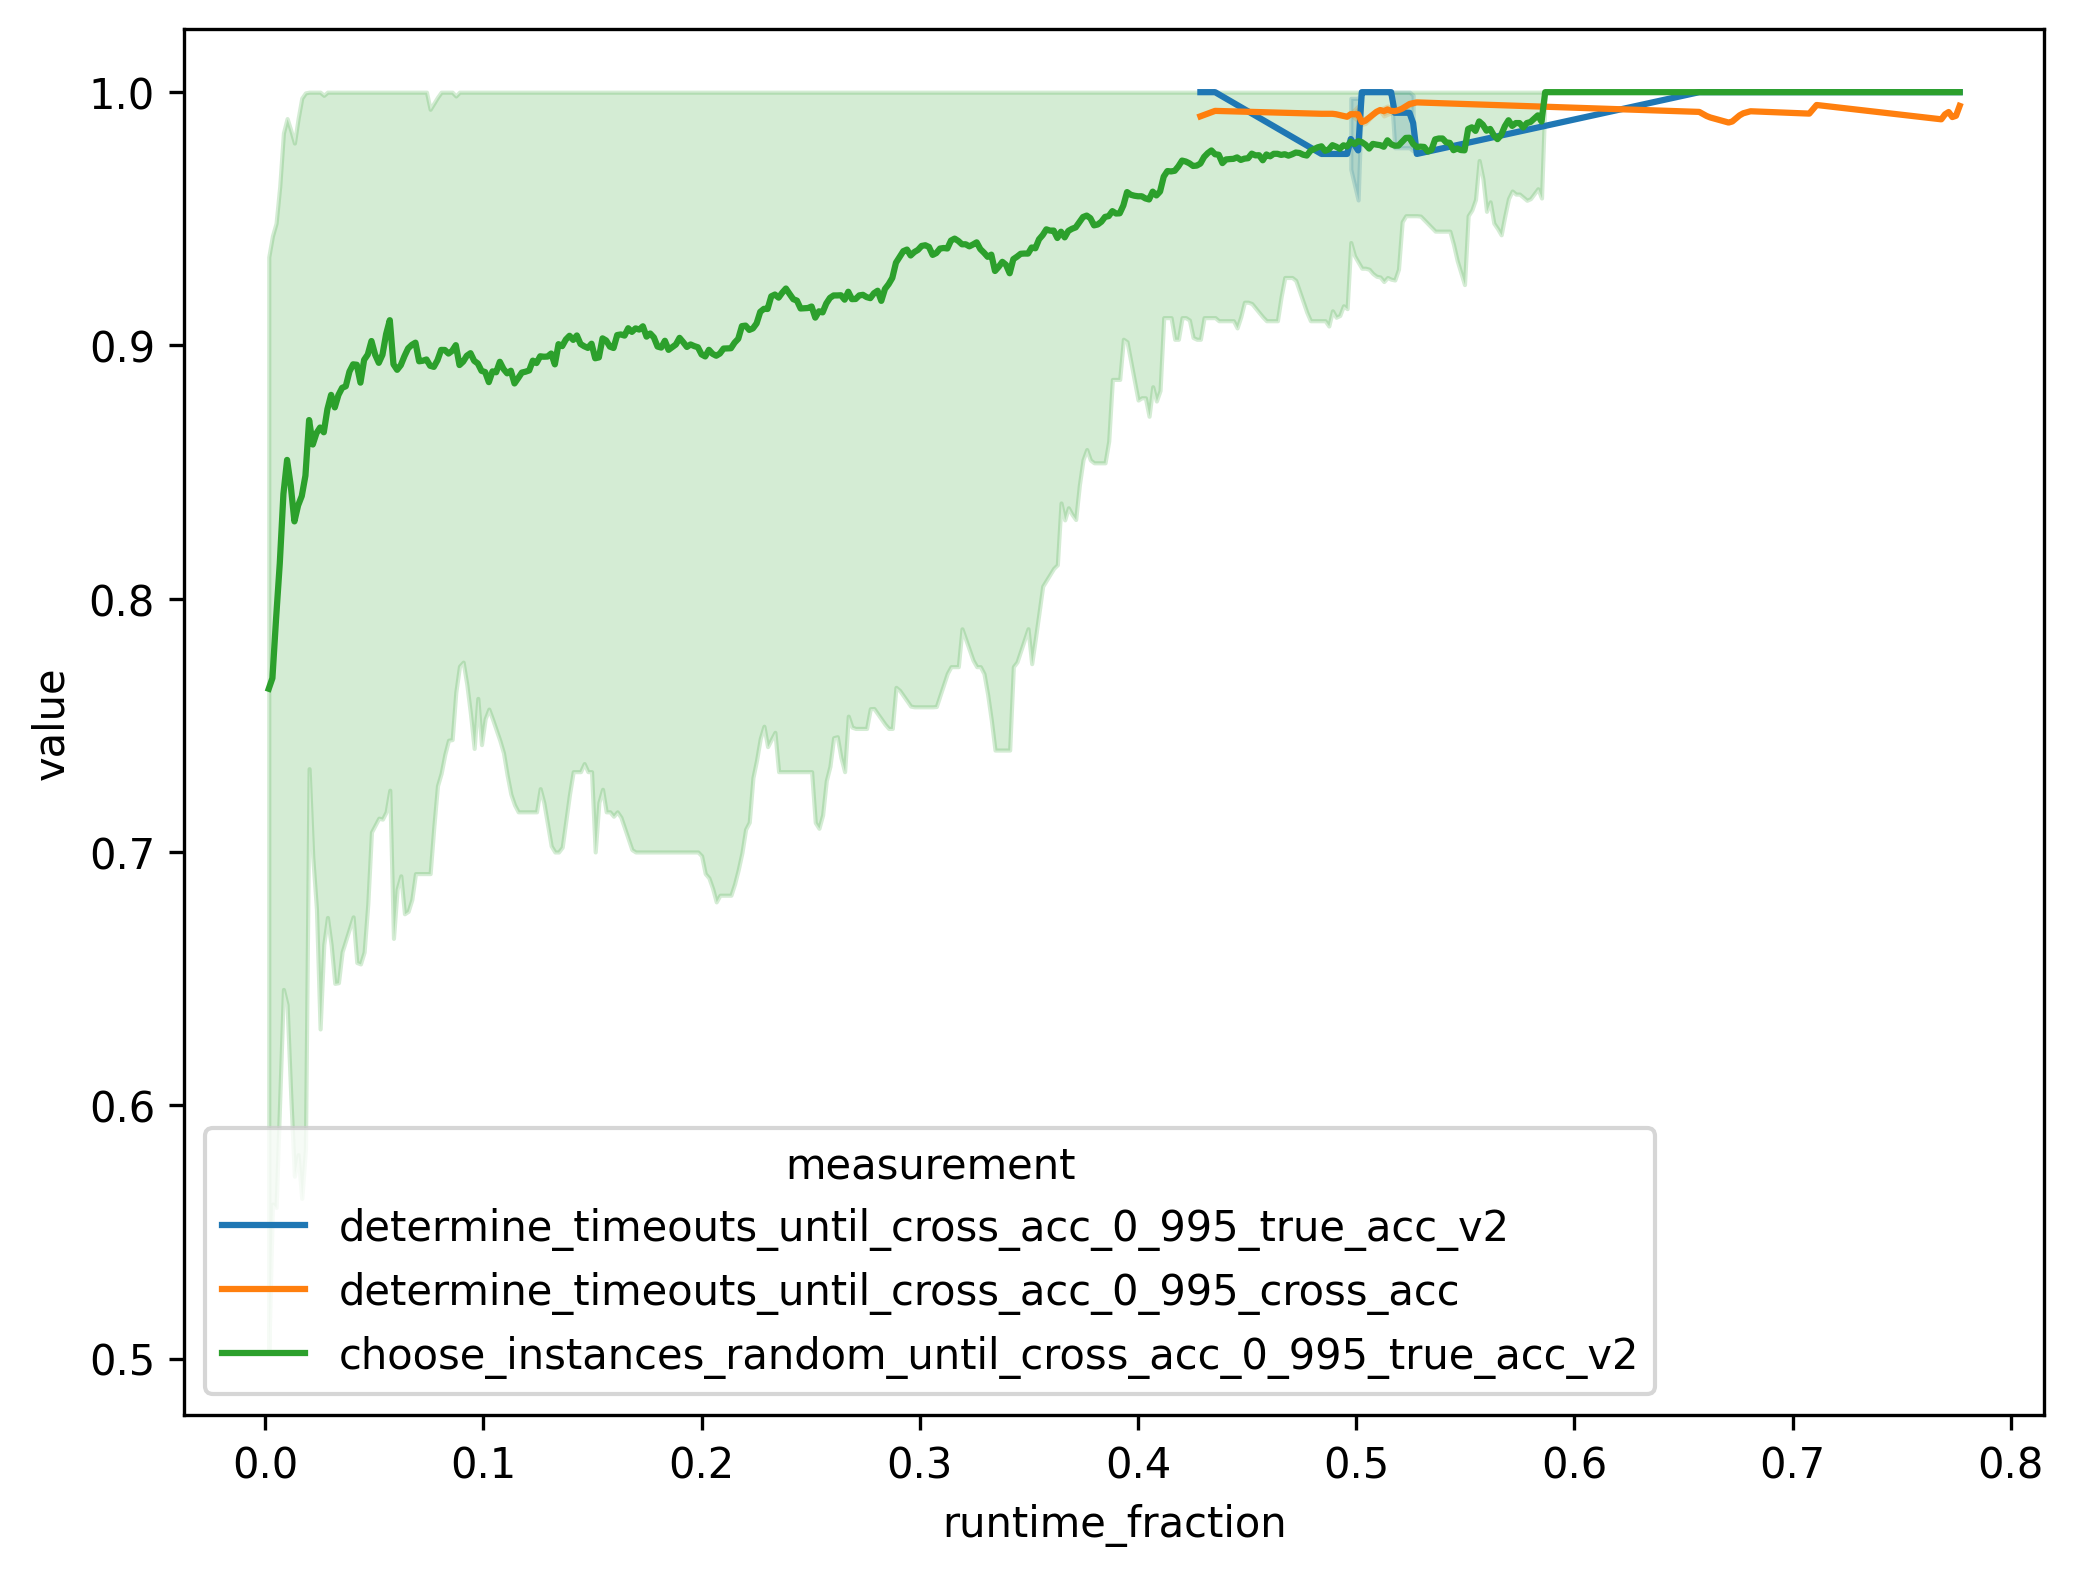 1.0
0.9
0.8
0.7
0.6
0.5
value
measurement
determine_timeouts_until_cross_acc_0_995_true_acc_v2
determine_timeouts_until_cross_acc_0_995_cross_acc
choose_instances_random_until_cross_acc_0_995_true_acc_v2
0.0 0.1 0.2 0.3 0.4 0.5 0.6 0.7 0.8
runtime_fraction